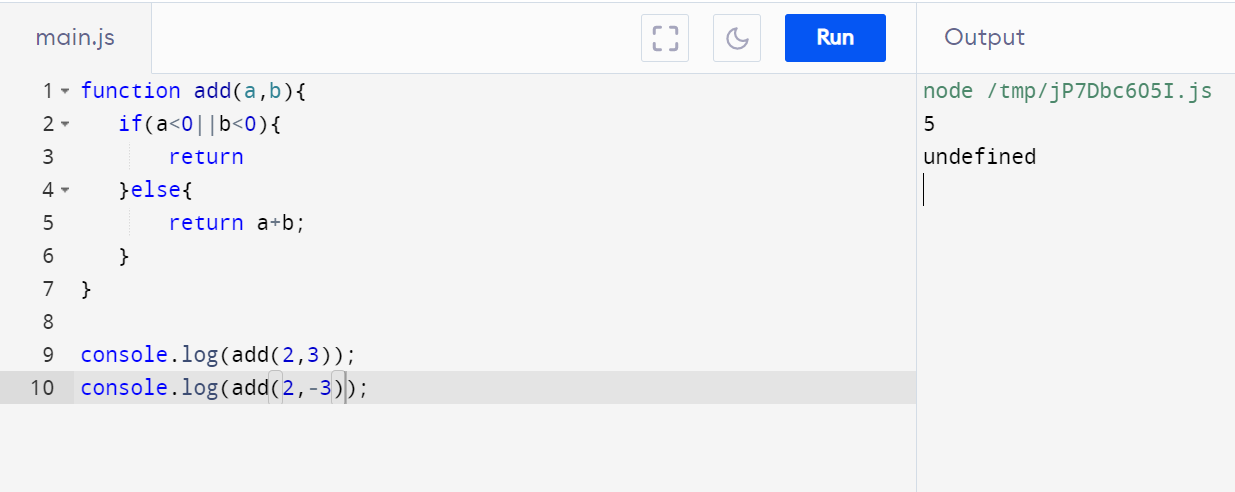 main.js
Run
Output
1 function add(a,b){
2 if(a<0||b<0){
3 return
4 }else{
5 return a+b;
6 }
7 }
8
9 console.log(add(2,3));
10 console.log(add(2,-3));
node /tmp/jP7Dbc6O5I.js
5
undefined